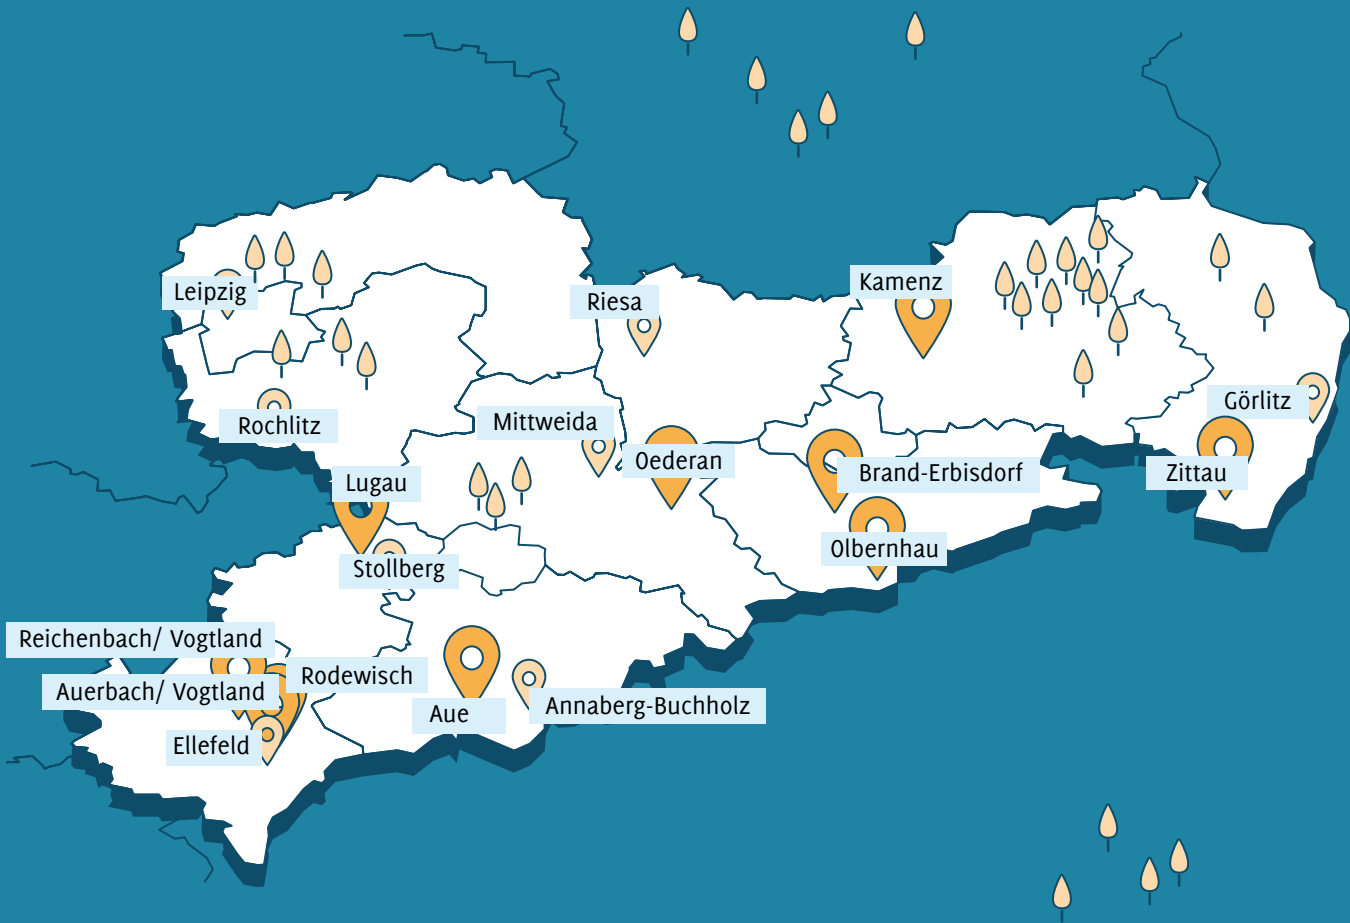 Kamenz
Leipzig
Riesa
Görlitz
Mittweida
Rochlitz
Oederan
Brand-Erbisdorf
Zittau
Lugau
Olbernhau
Stollberg
Reichenbach/ Vogtland
Rodewisch
Auerbach/ Vogtland
Annaberg-Buchholz
Aue
Ellefeld